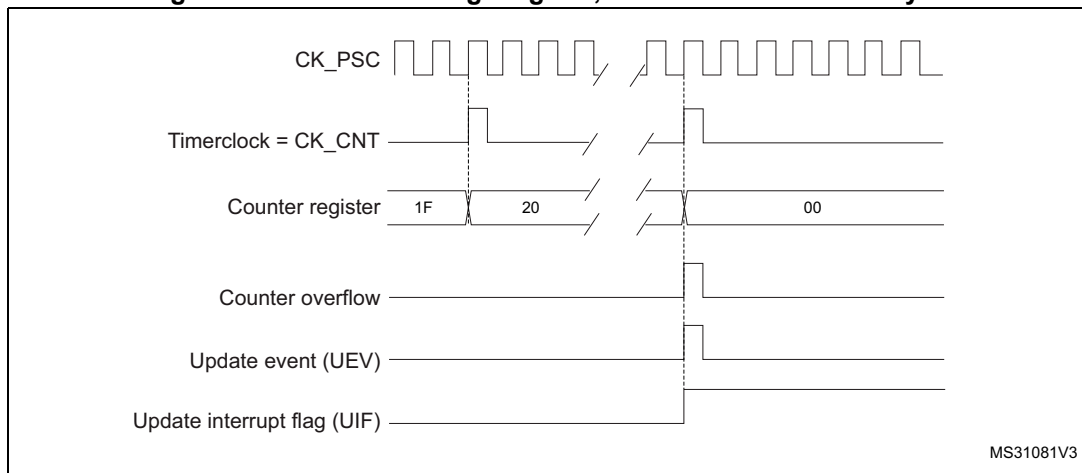 CK_PSC
Timerclock = CK_CNT
Counter register
1F
20
00
Counter overflow
Update event (UEV)
Update interrupt flag (UIF)
MS31081V3